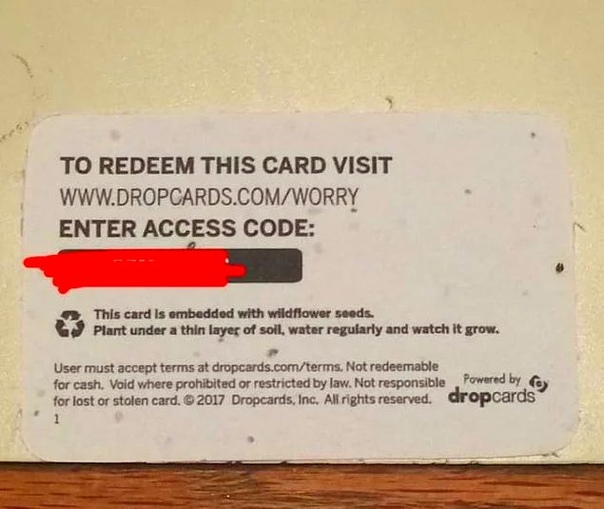 TO REDEEM THIS CARD VISIT
WWW.DROPCARDS.COM/WORRY
ENTER ACCESS CODE:
This card is embedded with wildflower seeds.
Plant under a thin layer of soil, water regularly and watch it grow.
User must accept terms at dropcards.com/terms. Not redeemable
for cash. Void where prohibited or restricted by law. Not responsible
for lost or stolen card. © 2017 Dropcards, Inc. All rights reserved.
1
Powered by
dropcards